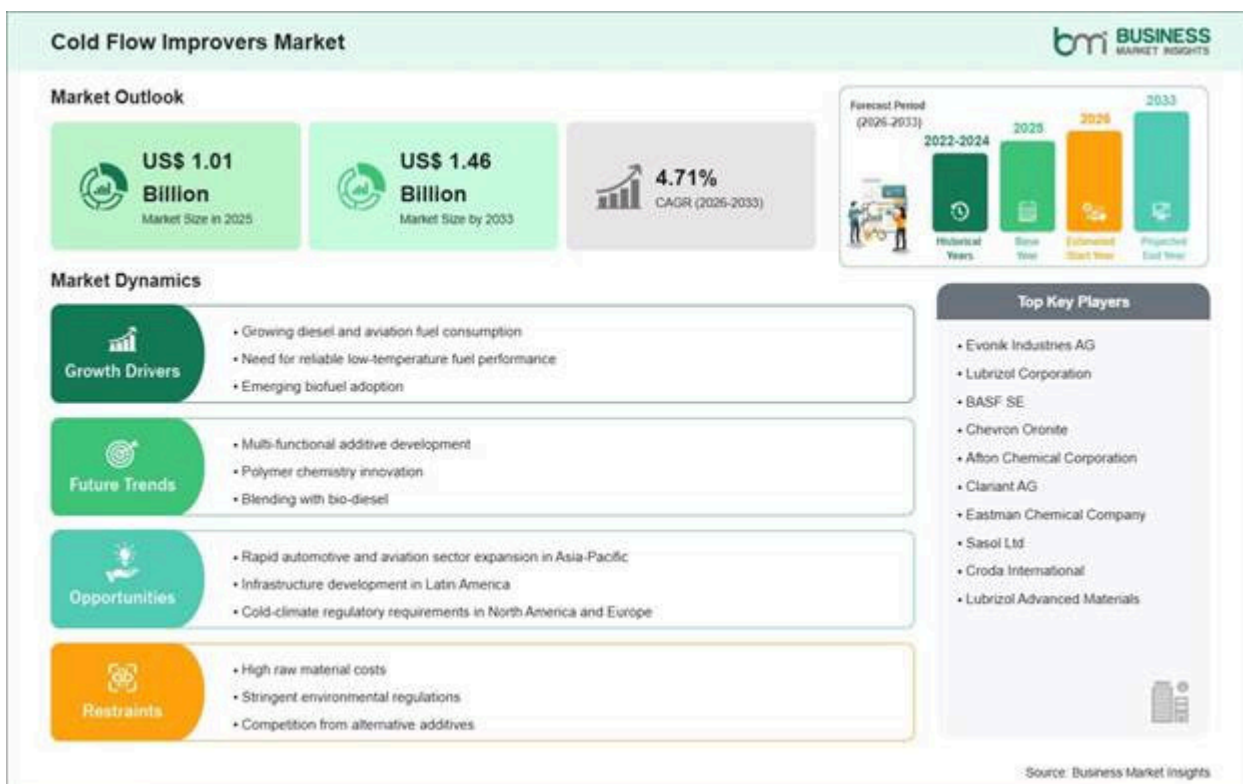 Cold Flow Improvers Market
bmi BUSINESS
MARKET INSIGHTS
Market Outlook
US$ 1.01
Billion
Market Size in 2025
US$ 1.46
Billion
Market Size by 2033
4.71%
CAGR (2026-2033)
Forecast Period
(2026-2033)
2022-2024
2025
2026
2033
Historical
Years
Base
Year
Estimated
Start Year
Projected
End Year
Market Dynamics
Growth Drivers
• Growing diesel and aviation fuel consumption
• Need for reliable low-temperature fuel performance
• Emerging biofuel adoption
Future Trends
• Multi-functional additive development
• Polymer chemistry innovation
• Blending with bio-diesel
Opportunities
• Rapid automotive and aviation sector expansion in Asia-Pacific
• Infrastructure development in Latin America
• Cold-climate regulatory requirements in North America and Europe
Restraints
• High raw material costs
• Stringent environmental regulations
• Competition from alternative additives
Top Key Players
• Evonik Industries AG
• Lubrizol Corporation
• BASF SE
• Chevron Oronite
• Afton Chemical Corporation
• Clariant AG
• Eastman Chemical Company
• Sasol Ltd
• Croda International
• Lubrizol Advanced Materials
Source: Business Market Insights